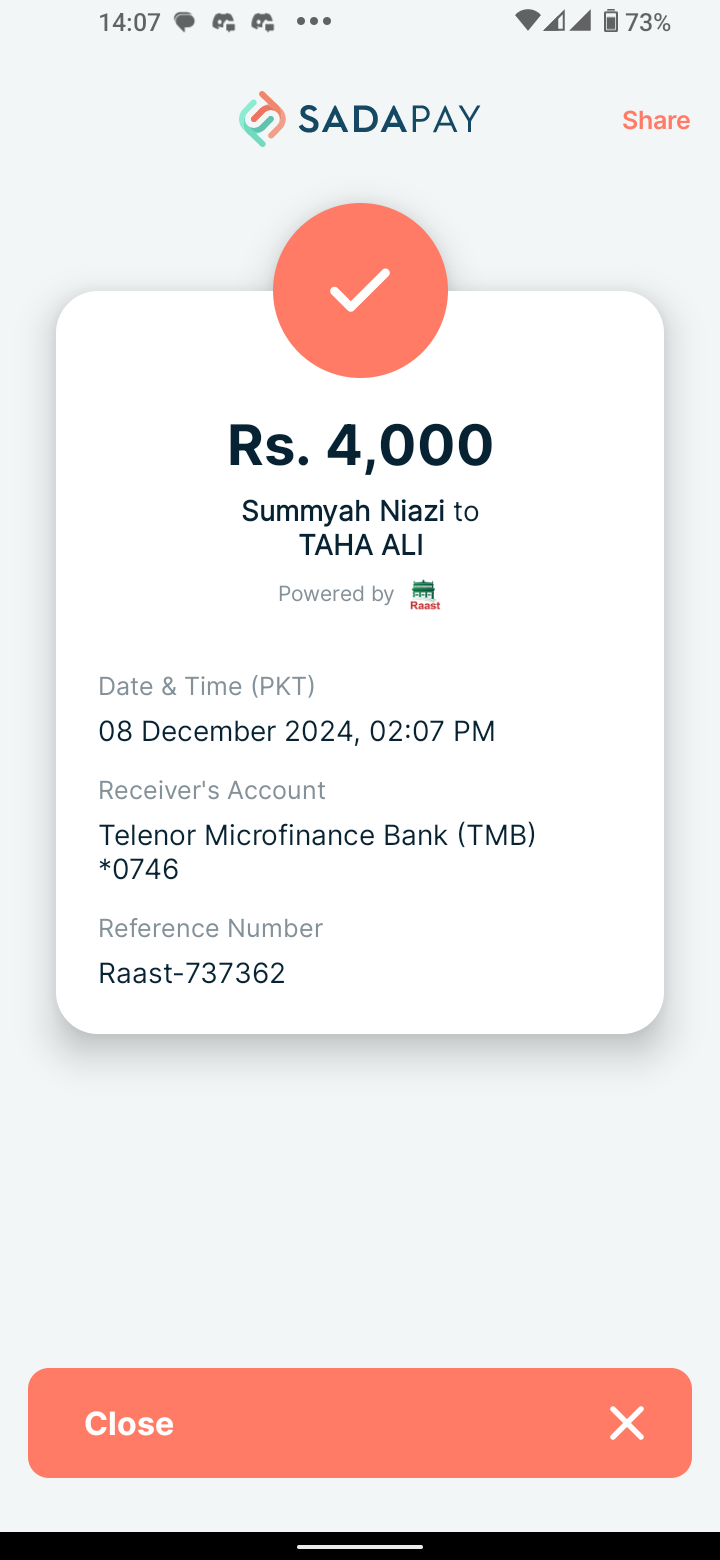 14:07
73%
SADAPAY
Share
Rs. 4,000
Summyah Niazi to
TAHA ALI
Powered by Raast
Date & Time (PKT)
08 December 2024, 02:07 PM
Receiver's Account
Telenor Microfinance Bank (TMB)
*0746
Reference Number
Raast-737362
Close